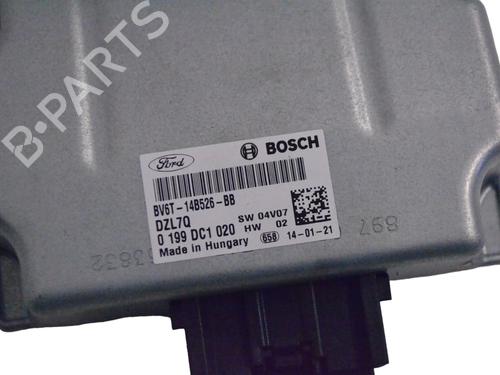 B-PARTS
Ford
BOSCH
BV6T-14B526-BB
DZL7Q
SW 04V07
0 199 DC1 020
HW 02
Made in Hungary
658
14-01-21
897